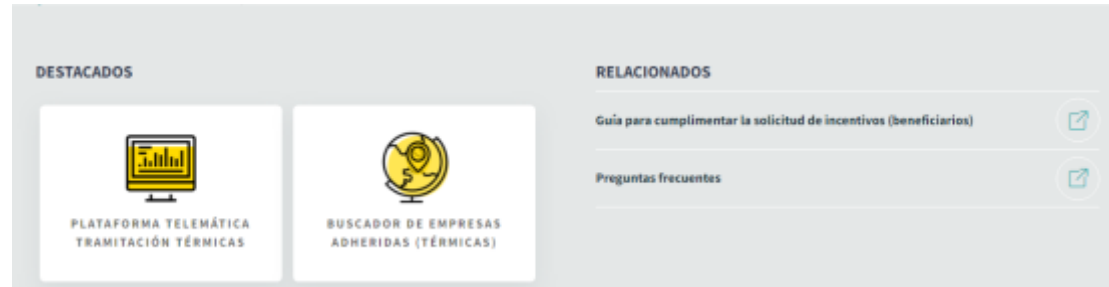 DESTACADOS
PLATAFORMA TELEMÁTICA
TRAMITACIÓN TÉRMICAS
BUSCADOR DE EMPRESAS
ADHERIDAS (TÉRMICAS)
RELACIONADOS
Guía para cumplimentar la solicitud de incentivos (beneficiarios)
Preguntas frecuentes